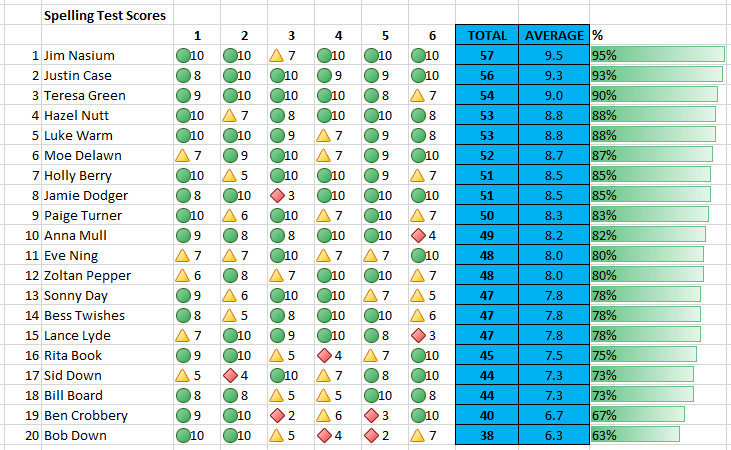 Spelling Test Scores
1 2 3 4 5 6 TOTAL AVERAGE %
1 Jim Nasium 10 10 7 10 10 10 57 9.5 95%
2 Justin Case 8 10 10 9 9 10 56 9.3 93%
3 Teresa Green 9 10 10 10 8 7 54 9.0 90%
4 Hazel Nutt 10 7 8 10 10 8 53 8.8 88%
5 Luke Warm 10 10 9 7 9 8 53 8.8 88%
6 Moe Delawn 7 9 10 7 9 10 52 8.7 87%
7 Holly Berry 10 5 10 10 9 7 51 8.5 85%
8 Jamie Dodger 8 10 3 10 10 10 51 8.5 85%
9 Paige Turner 10 6 10 7 10 7 50 8.3 83%
10 Anna Mull 9 8 8 10 10 4 49 8.2 82%
11 Eve Ning 7 7 10 7 7 10 48 8.0 80%
12 Zoltan Pepper 6 8 7 10 10 7 48 8.0 80%
13 Sonny Day 9 6 10 10 7 5 47 7.8 78%
14 Bess Twishes 8 5 8 10 10 6 47 7.8 78%
15 Lance Lyde 7 10 9 10 8 3 47 7.8 78%
16 Rita Book 9 10 5 4 7 10 45 7.5 75%
17 Sid Down 5 4 10 7 8 10 44 7.3 73%
18 Bill Board 8 8 5 5 10 8 44 7.3 73%
19 Ben Crobbery 9 10 2 6 3 10 40 6.7 67%
20 Bob Down 10 10 5 4 2 7 38 6.3 63%